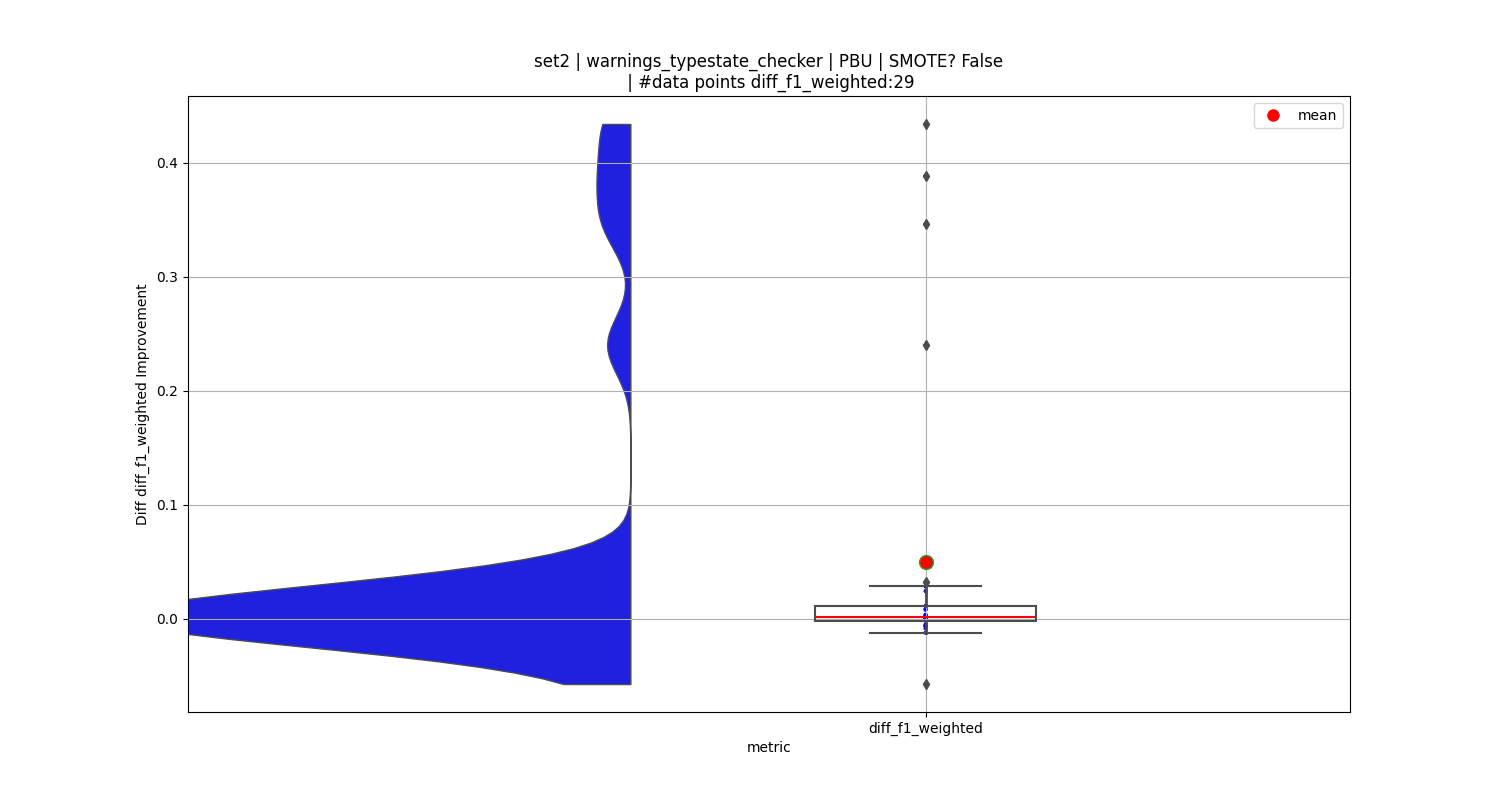 set2 | warnings_typestate_checker | PBU | SMOTE? False
| #data points diff_f1_weighted:29
mean
0.4
0.3
0.2
0.1
0.0
Diff diff_f1_weighted Improvement
diff_f1_weighted
metric